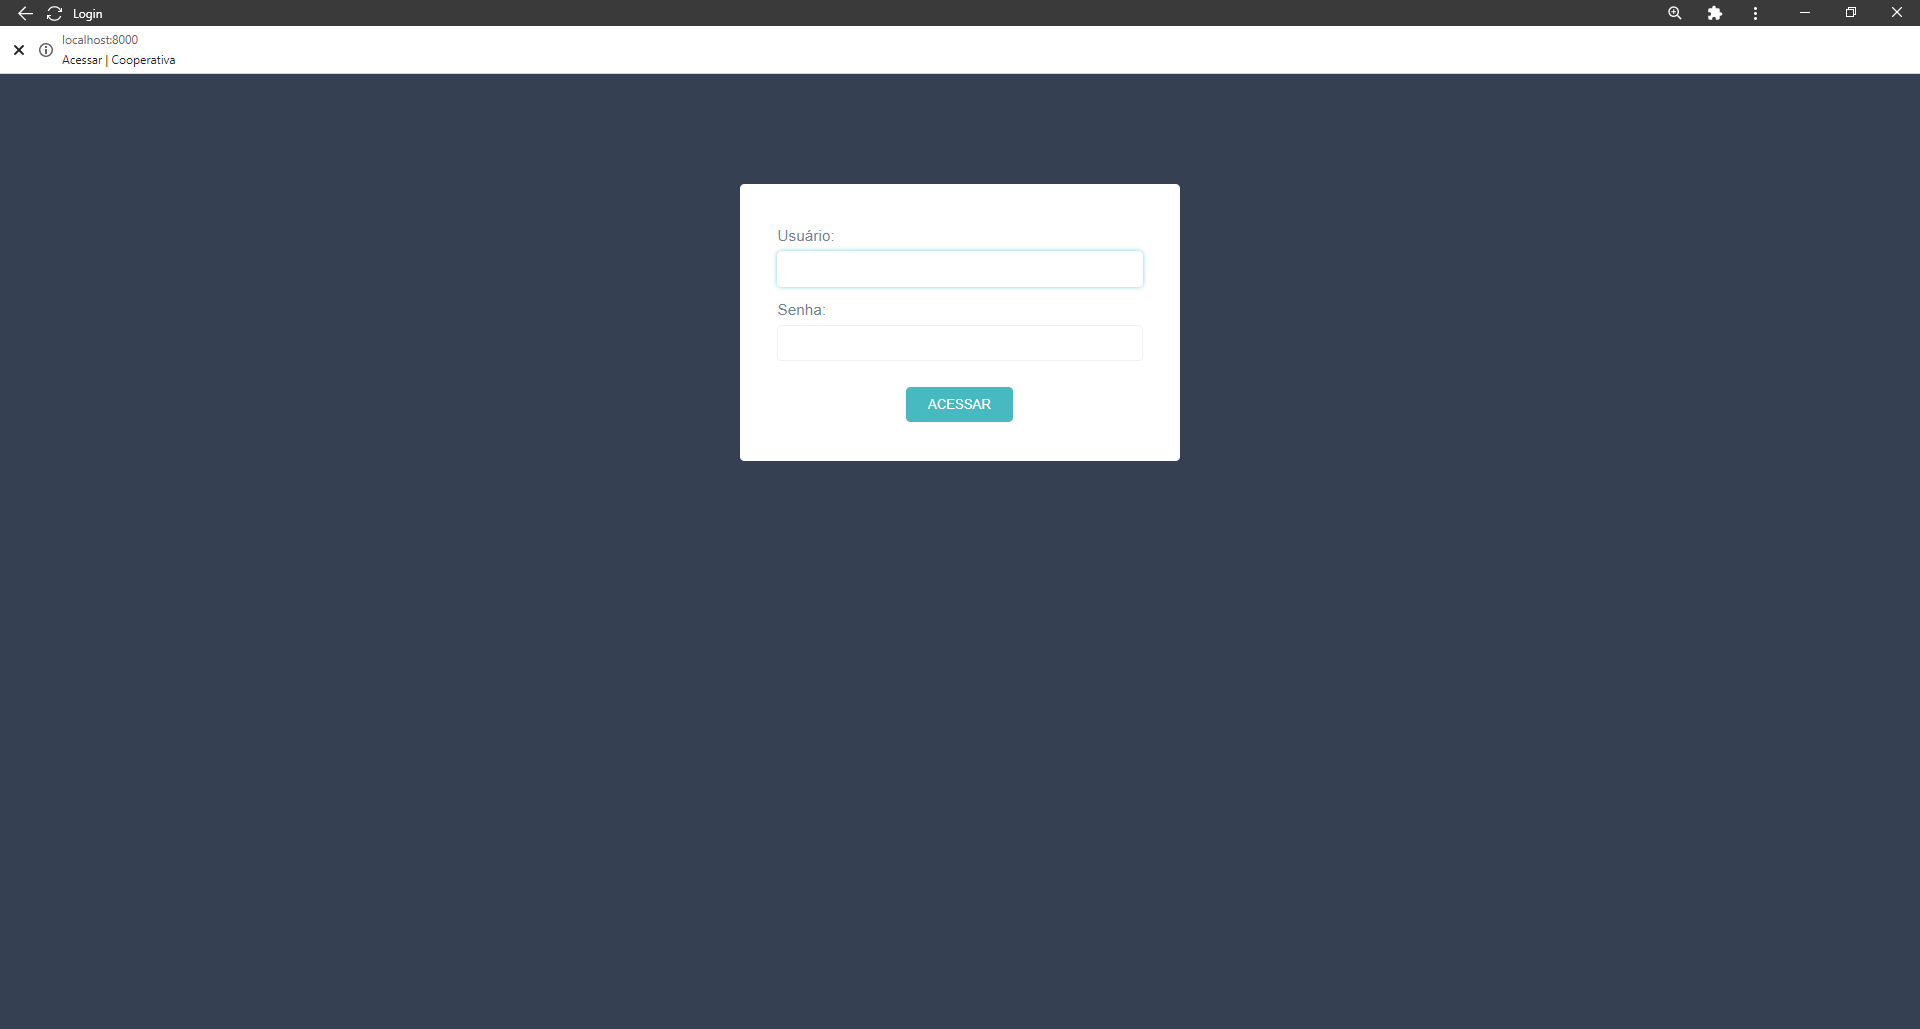 Login
localhost:8000
Acessar | Cooperativa
Usuário:
Senha:
ACESSAR